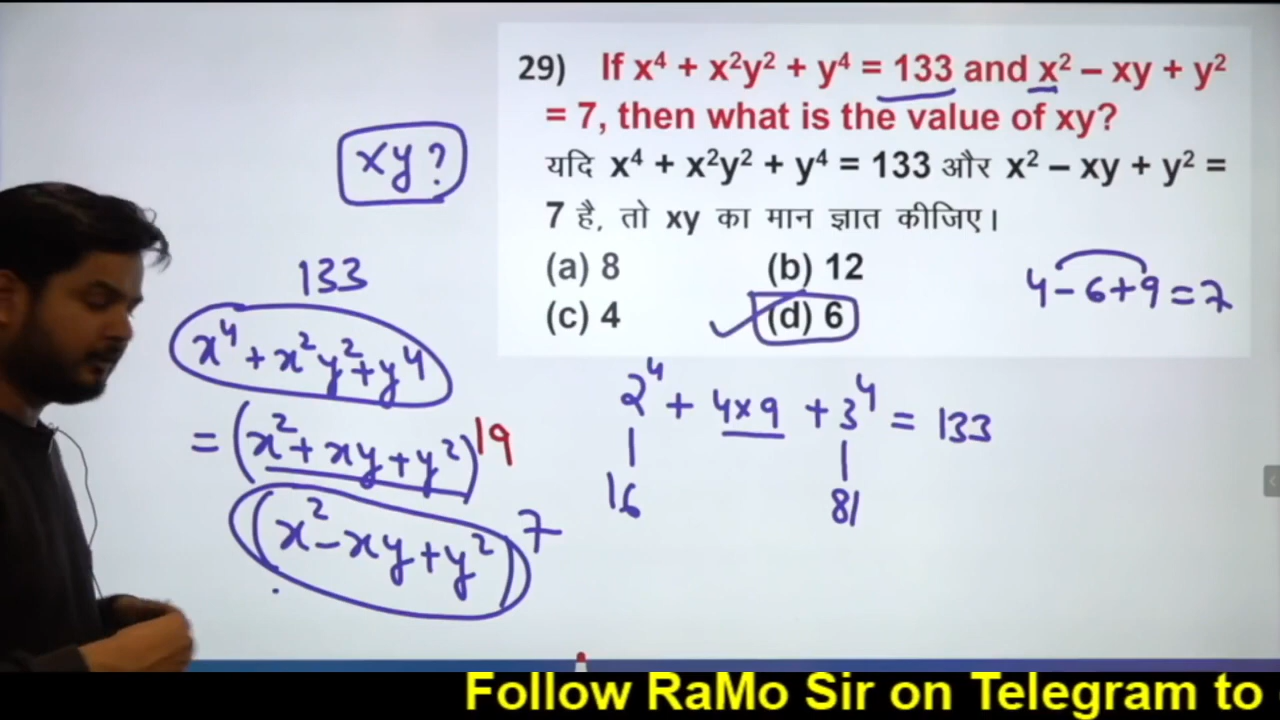 29) If x⁴ + x²y² + y⁴ = 133 and x² – xy + y²
= 7, then what is the value of xy?
यदि x⁴ + x²y² + y⁴ = 133 और x² – xy + y² =
7 है, तो xy का मान ज्ञात कीजिए।
(a) 8 (b) 12
(c) 4 (d) 6
xy?
4-6+9=7
133
x⁴+x²y²+y⁴
= (x²+xy+y²) 19
(x²-xy+y²) 7
2⁴ + 4×9 + 3⁴ = 133
16 81
Follow RaMo Sir on Telegram to